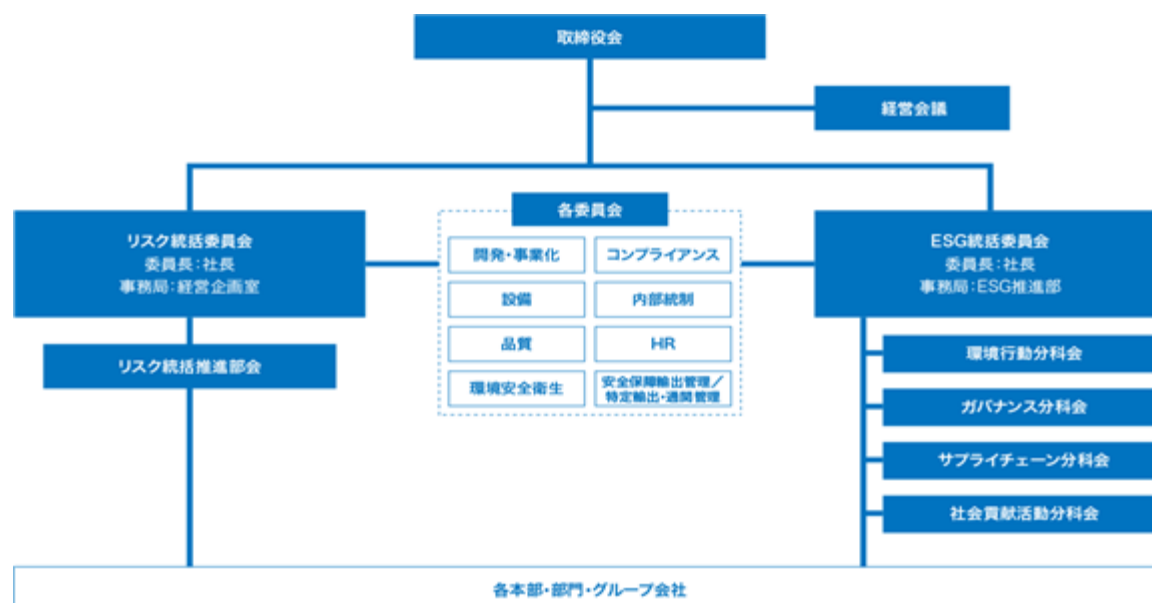 取締役会
経営会議
リスク統括委員会
委員長：社長
事務局：経営企画室
リスク統括推進部会
各委員会
開発・事業化
コンプライアンス
設備
内部統制
品質
HR
環境安全衛生
安全保障輸出管理／
特定輸出・通関管理
ESG統括委員会
委員長：社長
事務局：ESG推進部
環境行動分科会
ガバナンス分科会
サプライチェーン分科会
社会貢献活動分科会
各本部・部門・グループ会社